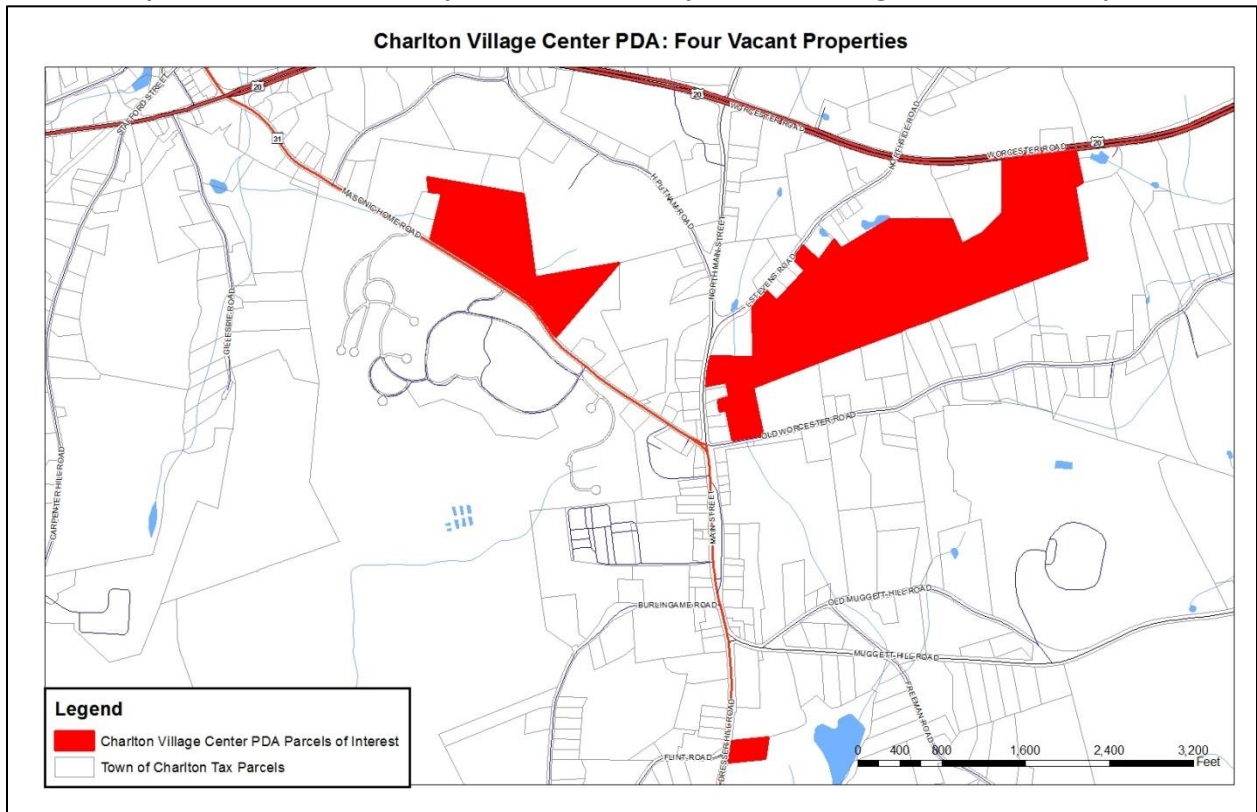 Charlton Village Center PDA: Four Vacant Properties
20
STAFFORD STREET
31
MASONIC HOME ROAD
GILLESPIE ROAD
CARPENTER HILL ROAD
H PUTNAM ROAD
20
WORCESTER ROAD
NORTHSIDE ROAD
WORCESTER ROAD
20
NORTH MAIN STREET
STEVENS ROAD
OLD WORCESTER ROAD
MAIN STREET
BURLINGAME ROAD
OLD MUGGETT HILL ROAD
MUGGETT HILL ROAD
FREEMAN ROAD
DRESSER HILL ROAD
FLINT ROAD
Legend
Charlton Village Center PDA Parcels of Interest
Town of Charlton Tax Parcels
0 400 800 1,600 2,400 3,200
Feet